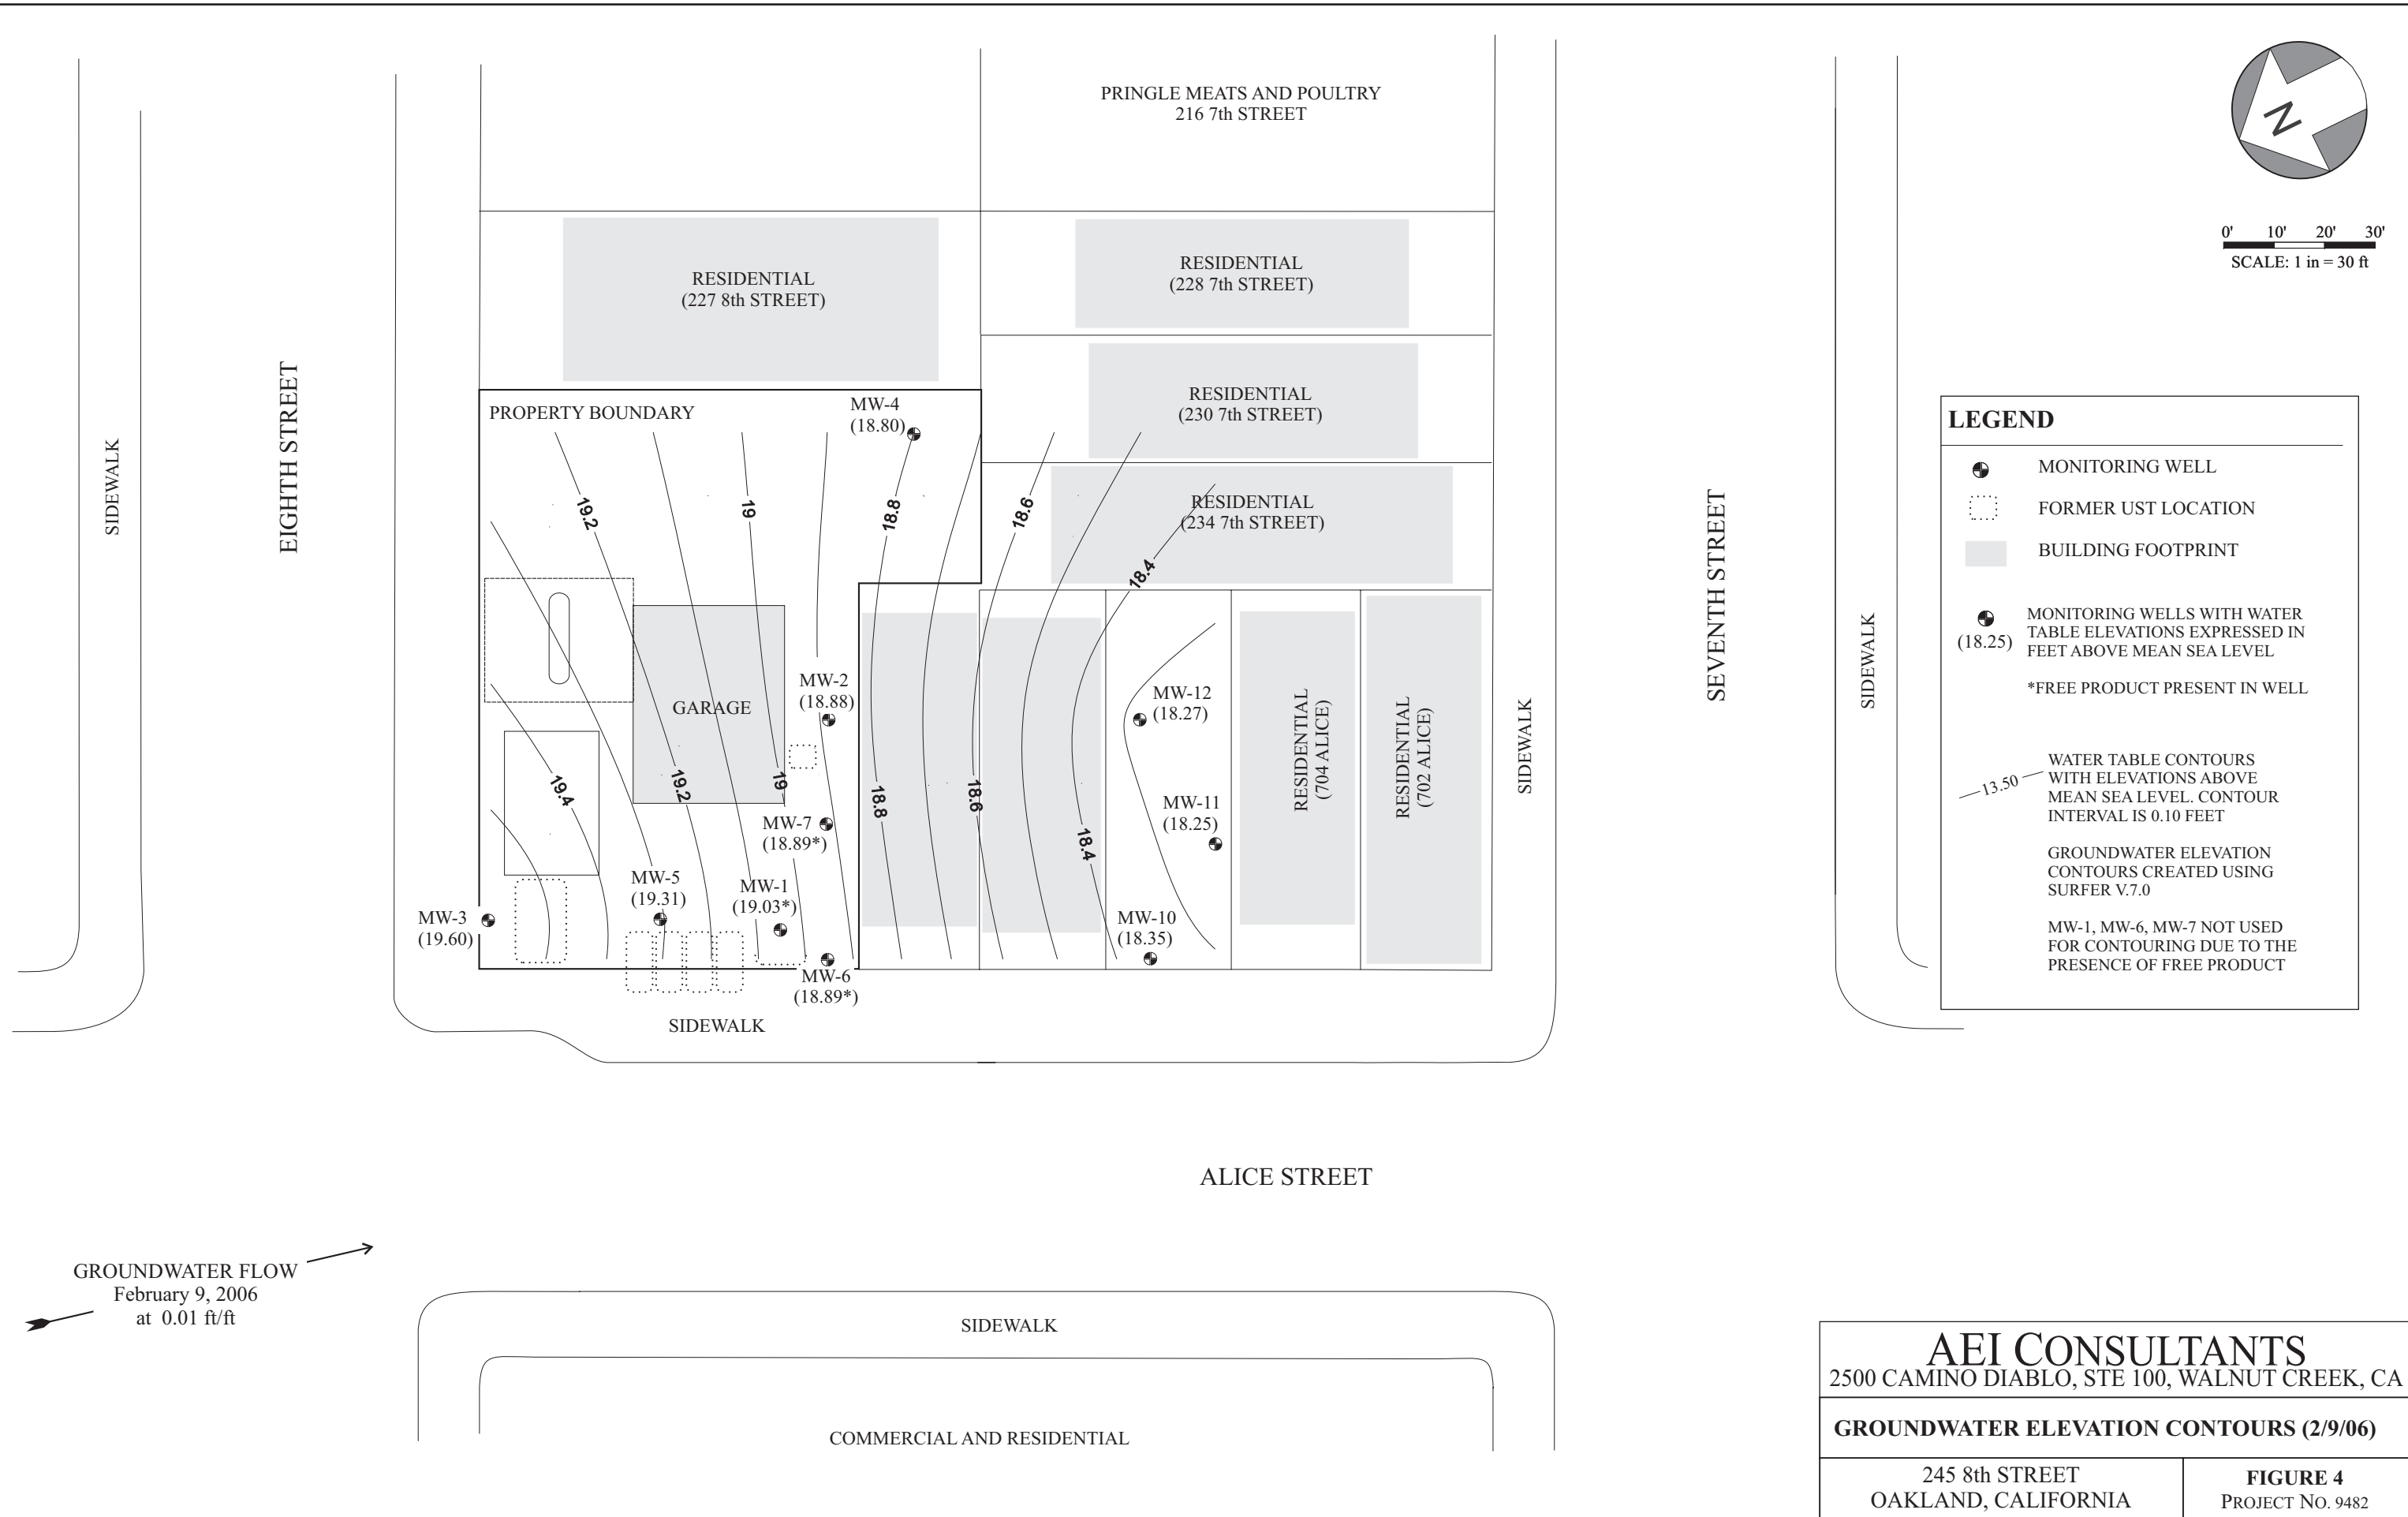 PRINGLE MEATS AND POULTRY
216 7th STREET
N
0' 10' 20' 30'
SCALE: 1 in = 30 ft
RESIDENTIAL
(227 8th STREET)
RESIDENTIAL
(228 7th STREET)
RESIDENTIAL
(230 7th STREET)
RESIDENTIAL
(234 7th STREET)
SIDEWALK
EIGHTH STREET
PROPERTY BOUNDARY
MW-4
(18.80)
19.2
19
18.8
18.6
18.4
GARAGE
MW-2
(18.88)
MW-12
(18.27)
19.4
19.2
19
18.8
18.6
18.4
MW-7
(18.89*)
MW-11
(18.25)
MW-5
(19.31)
MW-1
(19.03*)
MW-3
(19.60)
MW-10
(18.35)
MW-6
(18.89*)
RESIDENTIAL
(704 ALICE)
RESIDENTIAL
(702 ALICE)
SIDEWALK
SEVENTH STREET
SIDEWALK
SIDEWALK
LEGEND
MONITORING WELL
FORMER UST LOCATION
BUILDING FOOTPRINT
(18.25)
MONITORING WELLS WITH WATER
TABLE ELEVATIONS EXPRESSED IN
FEET ABOVE MEAN SEA LEVEL
*FREE PRODUCT PRESENT IN WELL
13.50
WATER TABLE CONTOURS
WITH ELEVATIONS ABOVE
MEAN SEA LEVEL. CONTOUR
INTERVAL IS 0.10 FEET
GROUNDWATER ELEVATION
CONTOURS CREATED USING
SURFER V.7.0
MW-1, MW-6, MW-7 NOT USED
FOR CONTOURING DUE TO THE
PRESENCE OF FREE PRODUCT
ALICE STREET
GROUNDWATER FLOW
February 9, 2006
at 0.01 ft/ft
SIDEWALK
COMMERCIAL AND RESIDENTIAL
AEI CONSULTANTS
2500 CAMINO DIABLO, STE 100, WALNUT CREEK, CA
GROUNDWATER ELEVATION CONTOURS (2/9/06)
245 8th STREET
OAKLAND, CALIFORNIA
FIGURE 4
PROJECT NO. 9482